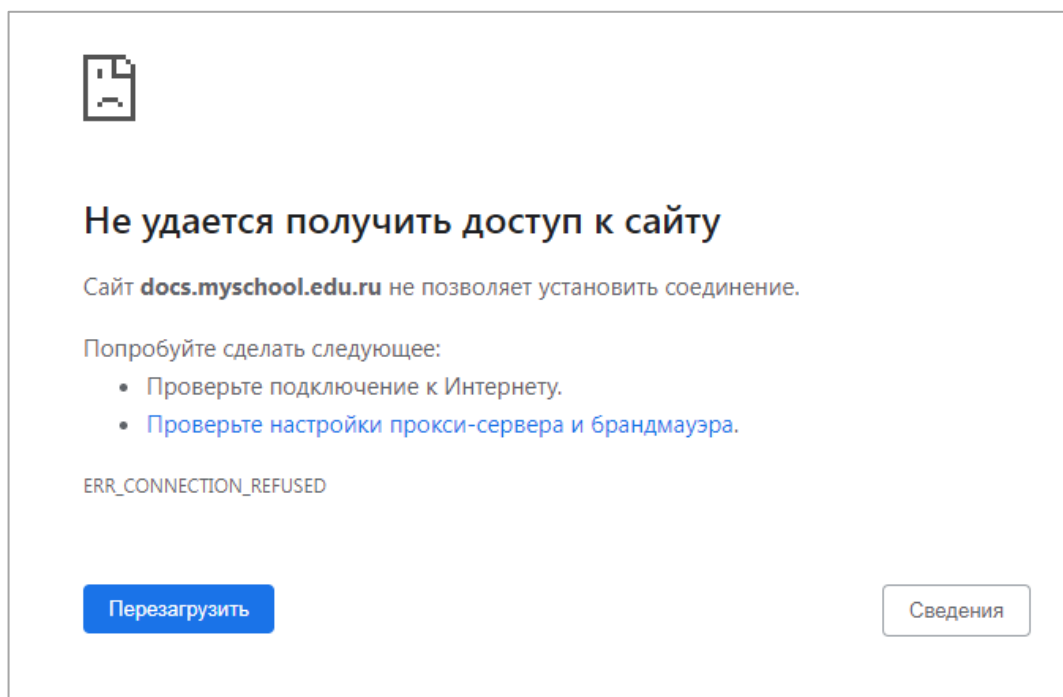 Не удается получить доступ к сайту
Сайт docs.myschool.edu.ru не позволяет установить соединение.
Попробуйте сделать следующее:
• Проверьте подключение к Интернету.
• Проверьте настройки прокси-сервера и брандмауэра.
ERR_CONNECTION_REFUSED
Перезагрузить
Сведения